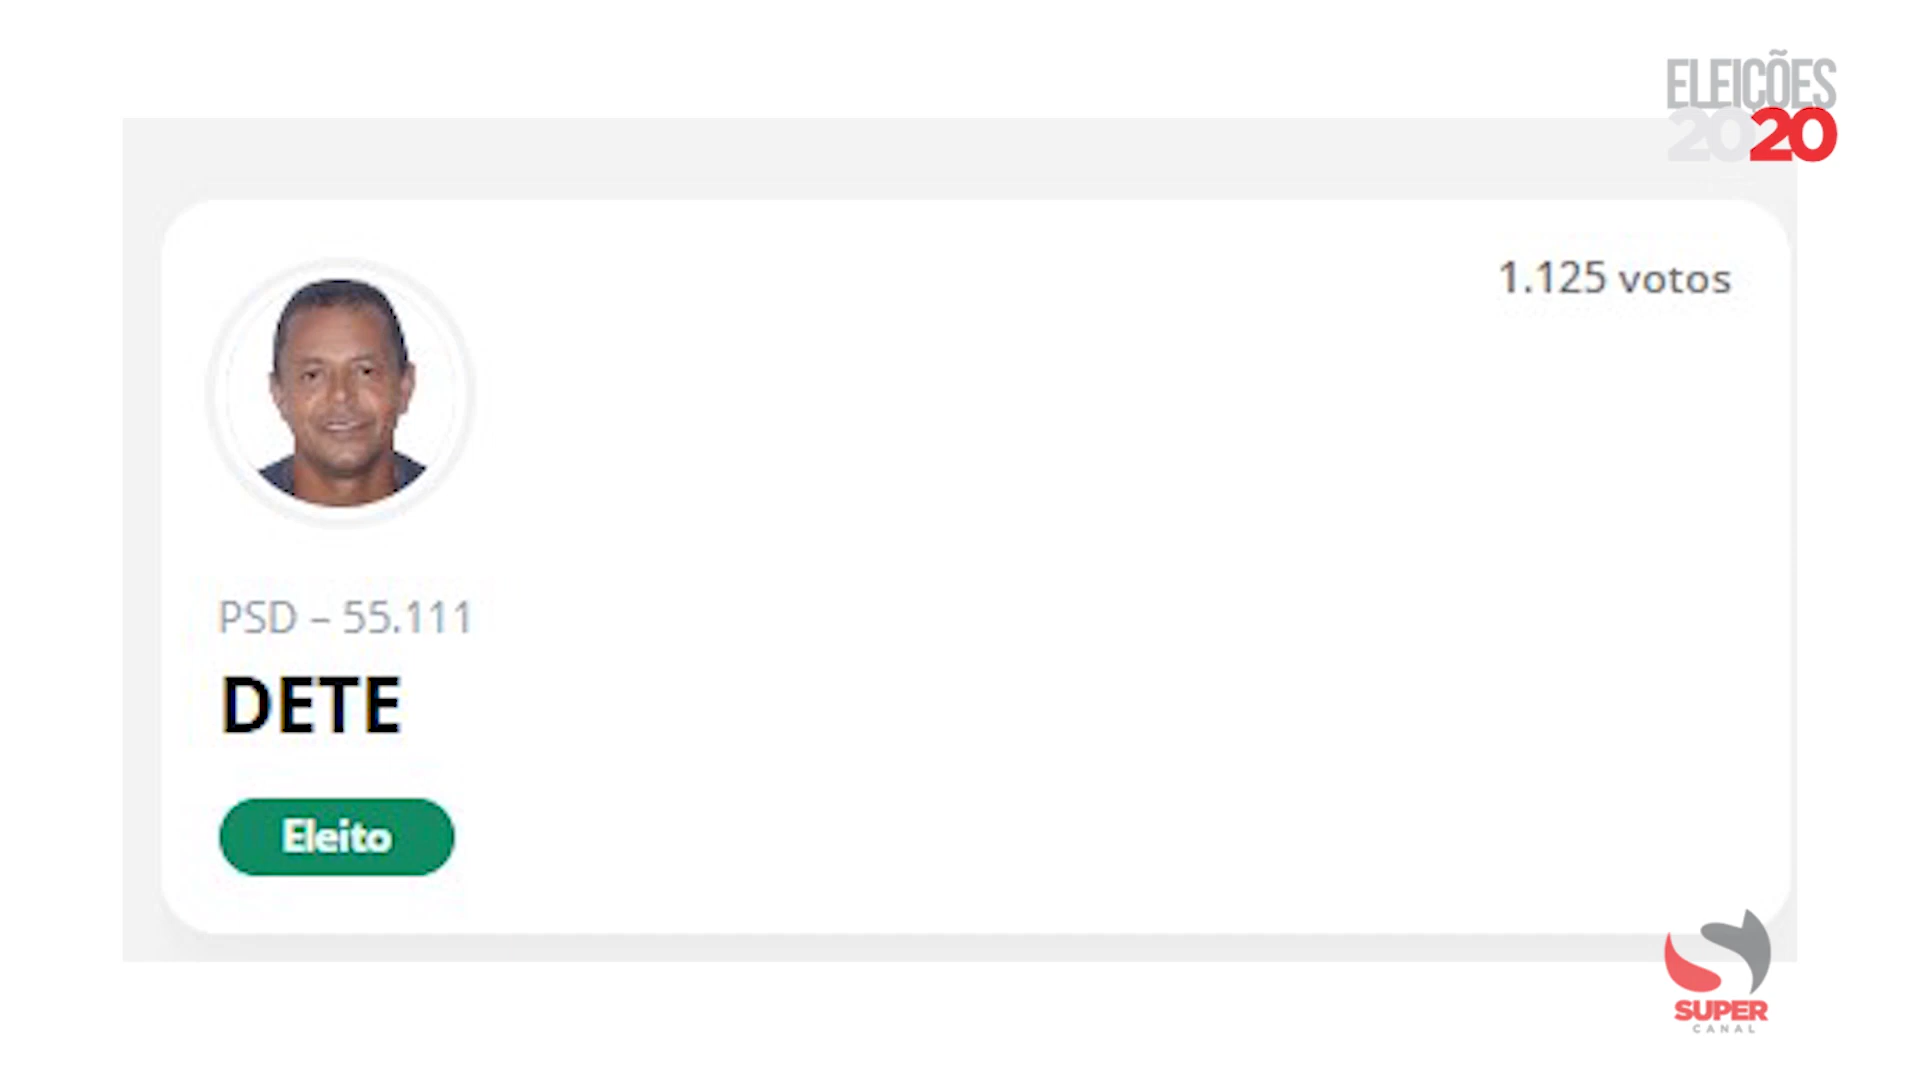 ELEIÇÕES
2020
1.125 votos
PSD – 55.111
DETE
Eleito
SUPER
CANAL